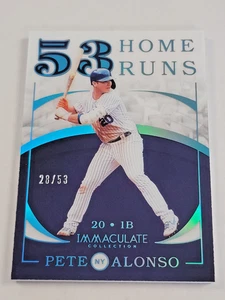 53 HOME
RUNS
20
28/53
20 • 1B
IMMACULATE
COLLECTION
PETE NY ALONSO